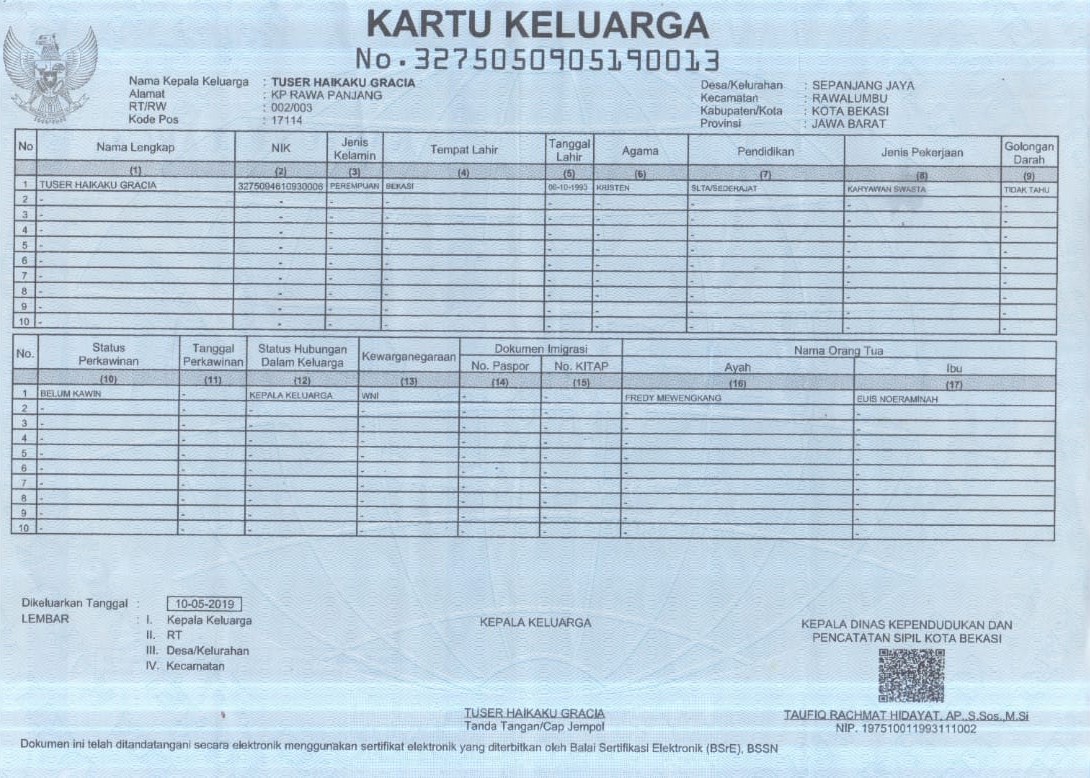 KARTU KELUARGA
No.3275050905190013
Nama Kepala Keluarga : TUSER HAIKAKU GRACIA
Alamat : KP RAWA PANJANG
RT/RW : 002/003
Kode Pos : 17114
Desa/Kelurahan : SEPANJANG JAYA
Kecamatan : RAWALUMBU
Kabupaten/Kota : KOTA BEKASI
Provinsi : JAWA BARAT
No Nama Lengkap NIK Jenis Kelamin Tempat Lahir Tanggal Lahir Agama Pendidikan Jenis Pekerjaan Golongan Darah
(1) (2) (3) (4) (5) (6) (7) (8) (9)
1 TUSER HAIKAKU GRACIA 3275094610930006 PEREMPUAN BEKASI 06-10-1993 KRISTEN SLTA/SEDERAJAT KARYAWAN SWASTA TIDAK TAHU
2 - - - - - - - - -
3 - - - - - - - - -
4 - - - - - - - - -
5 - - - - - - - - -
6 - - - - - - - - -
7 - - - - - - - - -
8 - - - - - - - - -
9 - - - - - - - - -
10 - - - - - - - - -
No. Status Perkawinan Tanggal Perkawinan Status Hubungan Dalam Keluarga Kewarganegaraan Dokumen Imigrasi Nama Orang Tua
No. Paspor No. KITAP Ayah Ibu
(10) (11) (12) (13) (14) (15) (16) (17)
1 BELUM KAWIN - KEPALA KELUARGA WNI - - FREDY MEWENGKANG EUIS NOERAMINAH
2 - - - - - - - -
3 - - - - - - - -
4 - - - - - - - -
5 - - - - - - - -
6 - - - - - - - -
7 - - - - - - - -
8 - - - - - - - -
9 - - - - - - - -
10 - - - - - - - -
Dikeluarkan Tanggal : 10-05-2019
LEMBAR : I. Kepala Keluarga
II. RT
III. Desa/Kelurahan
IV. Kecamatan
KEPALA KELUARGA
TUSER HAIKAKU GRACIA
Tanda Tangan/Cap Jempol
KEPALA DINAS KEPENDUDUKAN DAN
PENCATATAN SIPIL KOTA BEKASI
TAUFIQ RACHMAT HIDAYAT, AP.,S.Sos.,M.Si
NIP. 197510011993111002
Dokumen ini telah ditandatangani secara elektronik menggunakan sertifikat elektronik yang diterbitkan oleh Balai Sertifikasi Elektronik (BSrE), BSSN